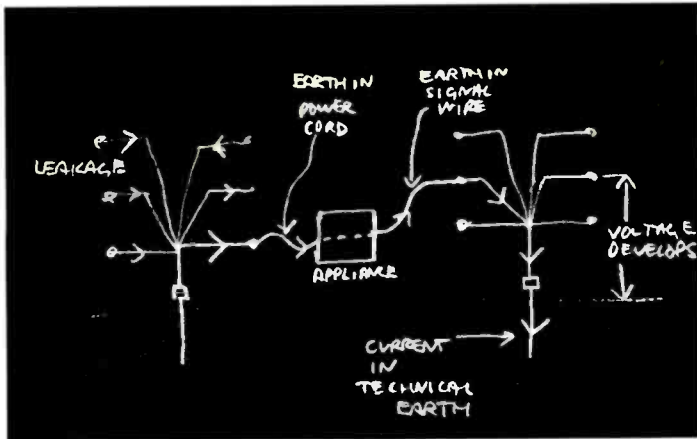 EARTH IN
POWER
CORD
EARTH IN
SIGNAL
WIRE
LEAKAGE
APPLIANCE
VOLTAGE
DEVELOPS
CURRENT
IN
TECHNICAL
EARTH